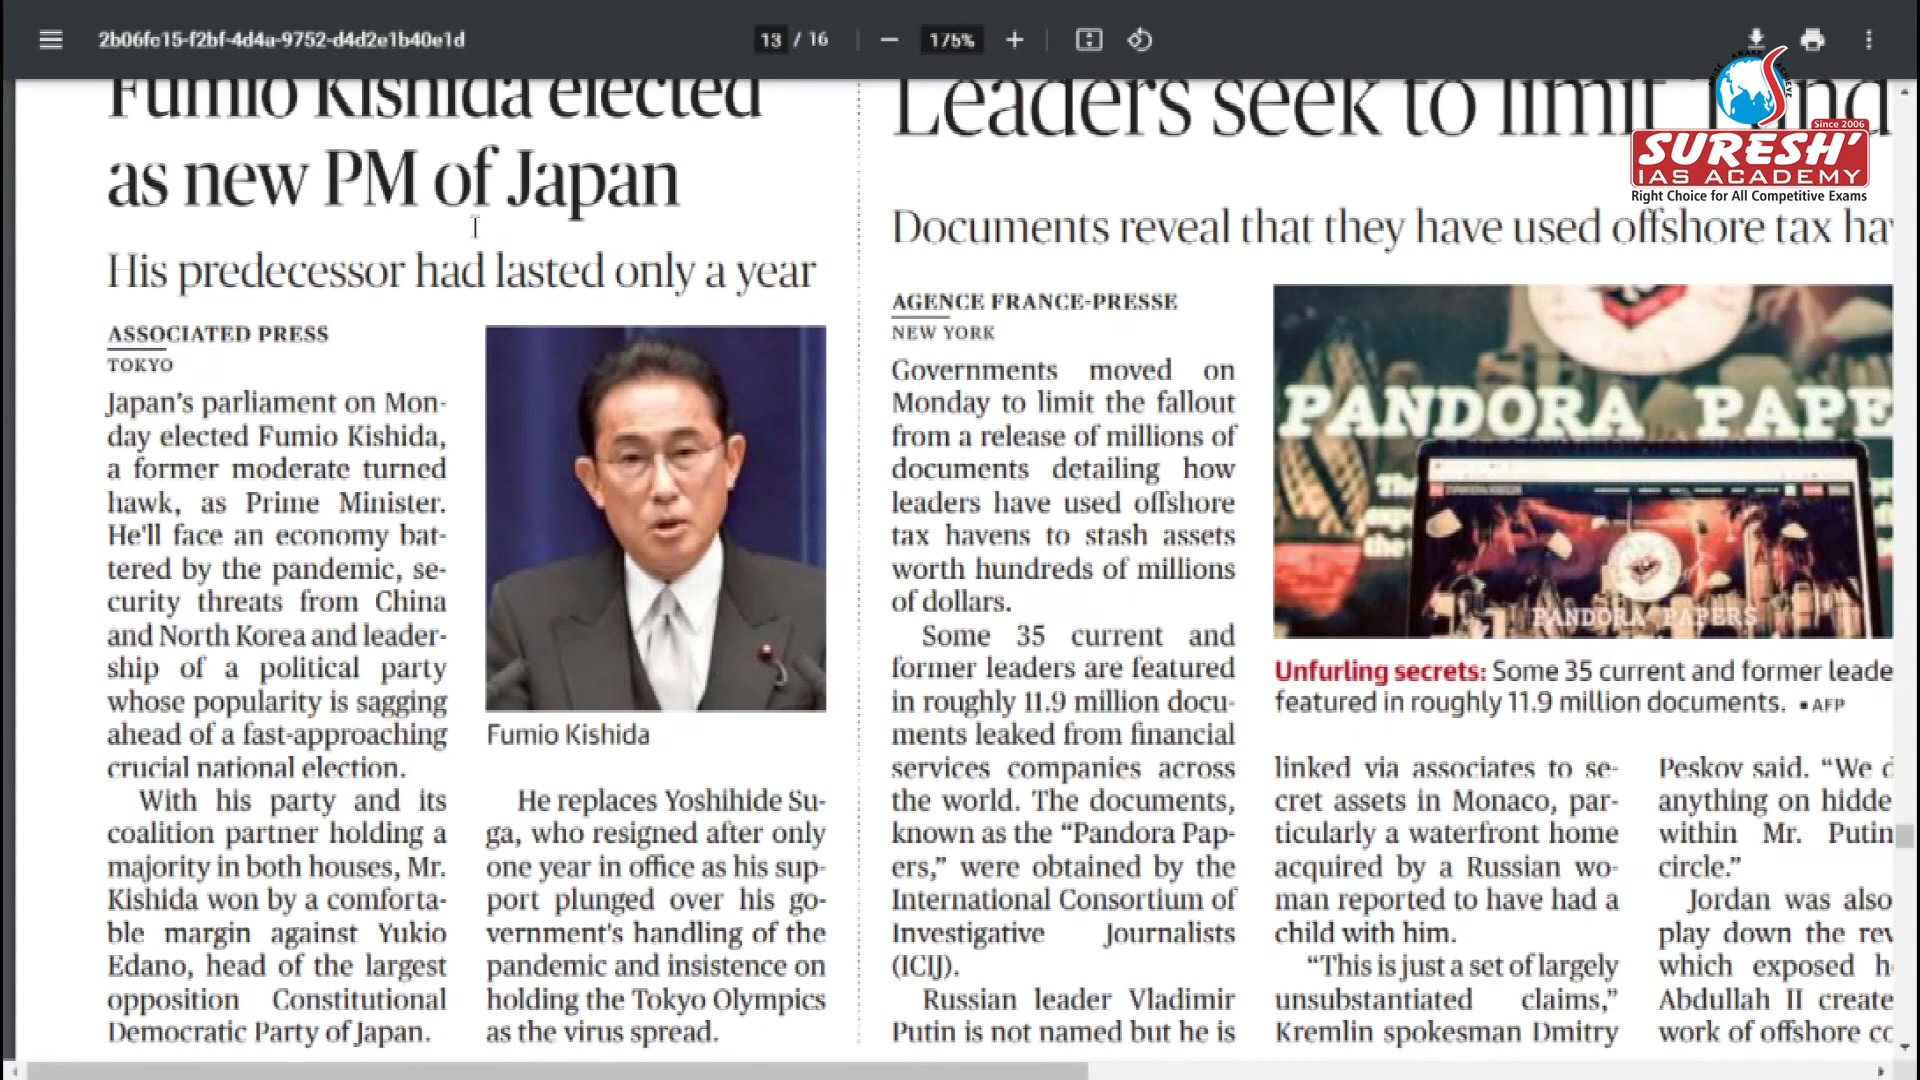 2b06fc15-f2bf-4d4a-9752-d4d2e1b40e1d
13 / 16
175%
Since 2006
SURESH'
IAS ACADEMY
Right Choice for All Competitive Exams
Fumio Kishida elected
as new PM of Japan
His predecessor had lasted only a year
ASSOCIATED PRESS
TOKYO
Japan's parliament on Mon-
day elected Fumio Kishida,
a former moderate turned
hawk, as Prime Minister.
He'll face an economy bat-
tered by the pandemic, se-
curity threats from China
and North Korea and leader-
ship of a political party
whose popularity is sagging
ahead of a fast-approaching
crucial national election.
With his party and its
coalition partner holding a
majority in both houses, Mr.
Kishida won by a comforta-
ble margin against Yukio
Edano, head of the largest
opposition Constitutional
Democratic Party of Japan.
Fumio Kishida
He replaces Yoshihide Su-
ga, who resigned after only
one year in office as his sup-
port plunged over his go-
vernment's handling of the
pandemic and insistence on
holding the Tokyo Olympics
as the virus spread.
Leaders seek to limit
Documents reveal that they have used offshore tax ha
AGENCE FRANCE-PRESSE
NEW YORK
Governments moved on
Monday to limit the fallout
from a release of millions of
documents detailing how
leaders have used offshore
tax havens to stash assets
worth hundreds of millions
of dollars.
Some 35 current and
former leaders are featured
in roughly 11.9 million docu-
ments leaked from financial
services companies across
the world. The documents,
known as the “Pandora Pap-
ers,” were obtained by the
International Consortium of
Investigative Journalists
(ICIJ).
Russian leader Vladimir
Putin is not named but he is
PANDORA PAPE
PANDORA PAPERS
Unfurling secrets: Some 35 current and former leade
featured in roughly 11.9 million documents. ▪ AFP
linked via associates to se-
cret assets in Monaco, par-
ticularly a waterfront home
acquired by a Russian wo-
man reported to have had a
child with him.
“This is just a set of largely
unsubstantiated claims,”
Kremlin spokesman Dmitry
Peskov said. “We d
anything on hidde
within Mr. Putin
circle.”
Jordan was also
play down the rev
which exposed h
Abdullah II create
work of offshore co